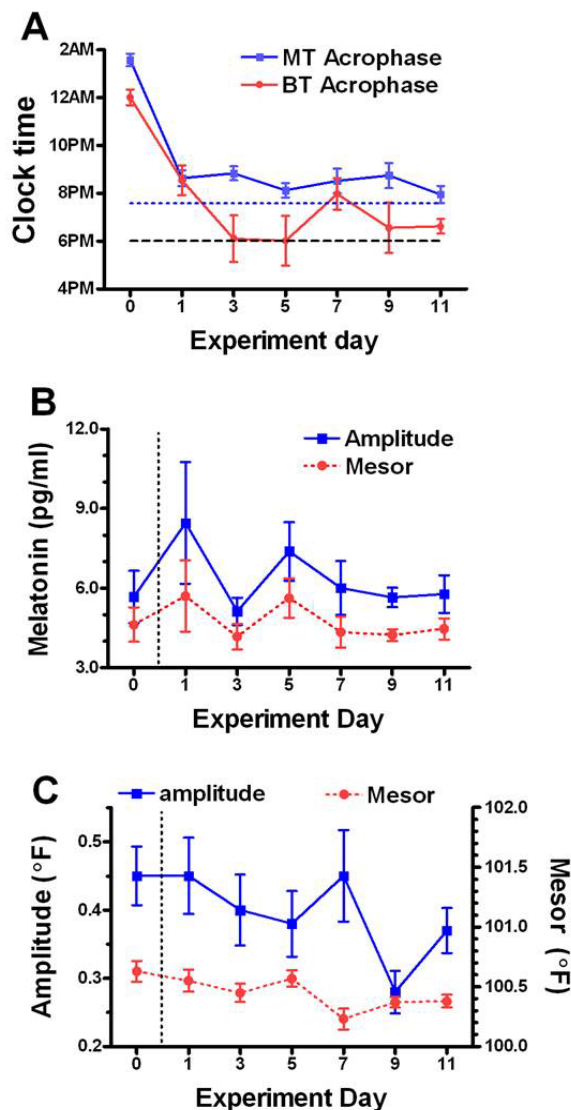 A
MT Acrophase
BT Acrophase
Clock time
2AM
12AM
10PM
8PM
6PM
4PM
0 1 3 5 7 9 11
Experiment day
B
Amplitude
Mesor
Melatonin (pg/ml)
12.0
9.0
6.0
3.0
0 1 3 5 7 9 11
Experiment Day
C
amplitude Mesor
Amplitude (°F)
0.5
0.4
0.3
0.2
102.0
101.5
101.0
100.5
100.0
Mesor (°F)
0 1 3 5 7 9 11
Experiment Day